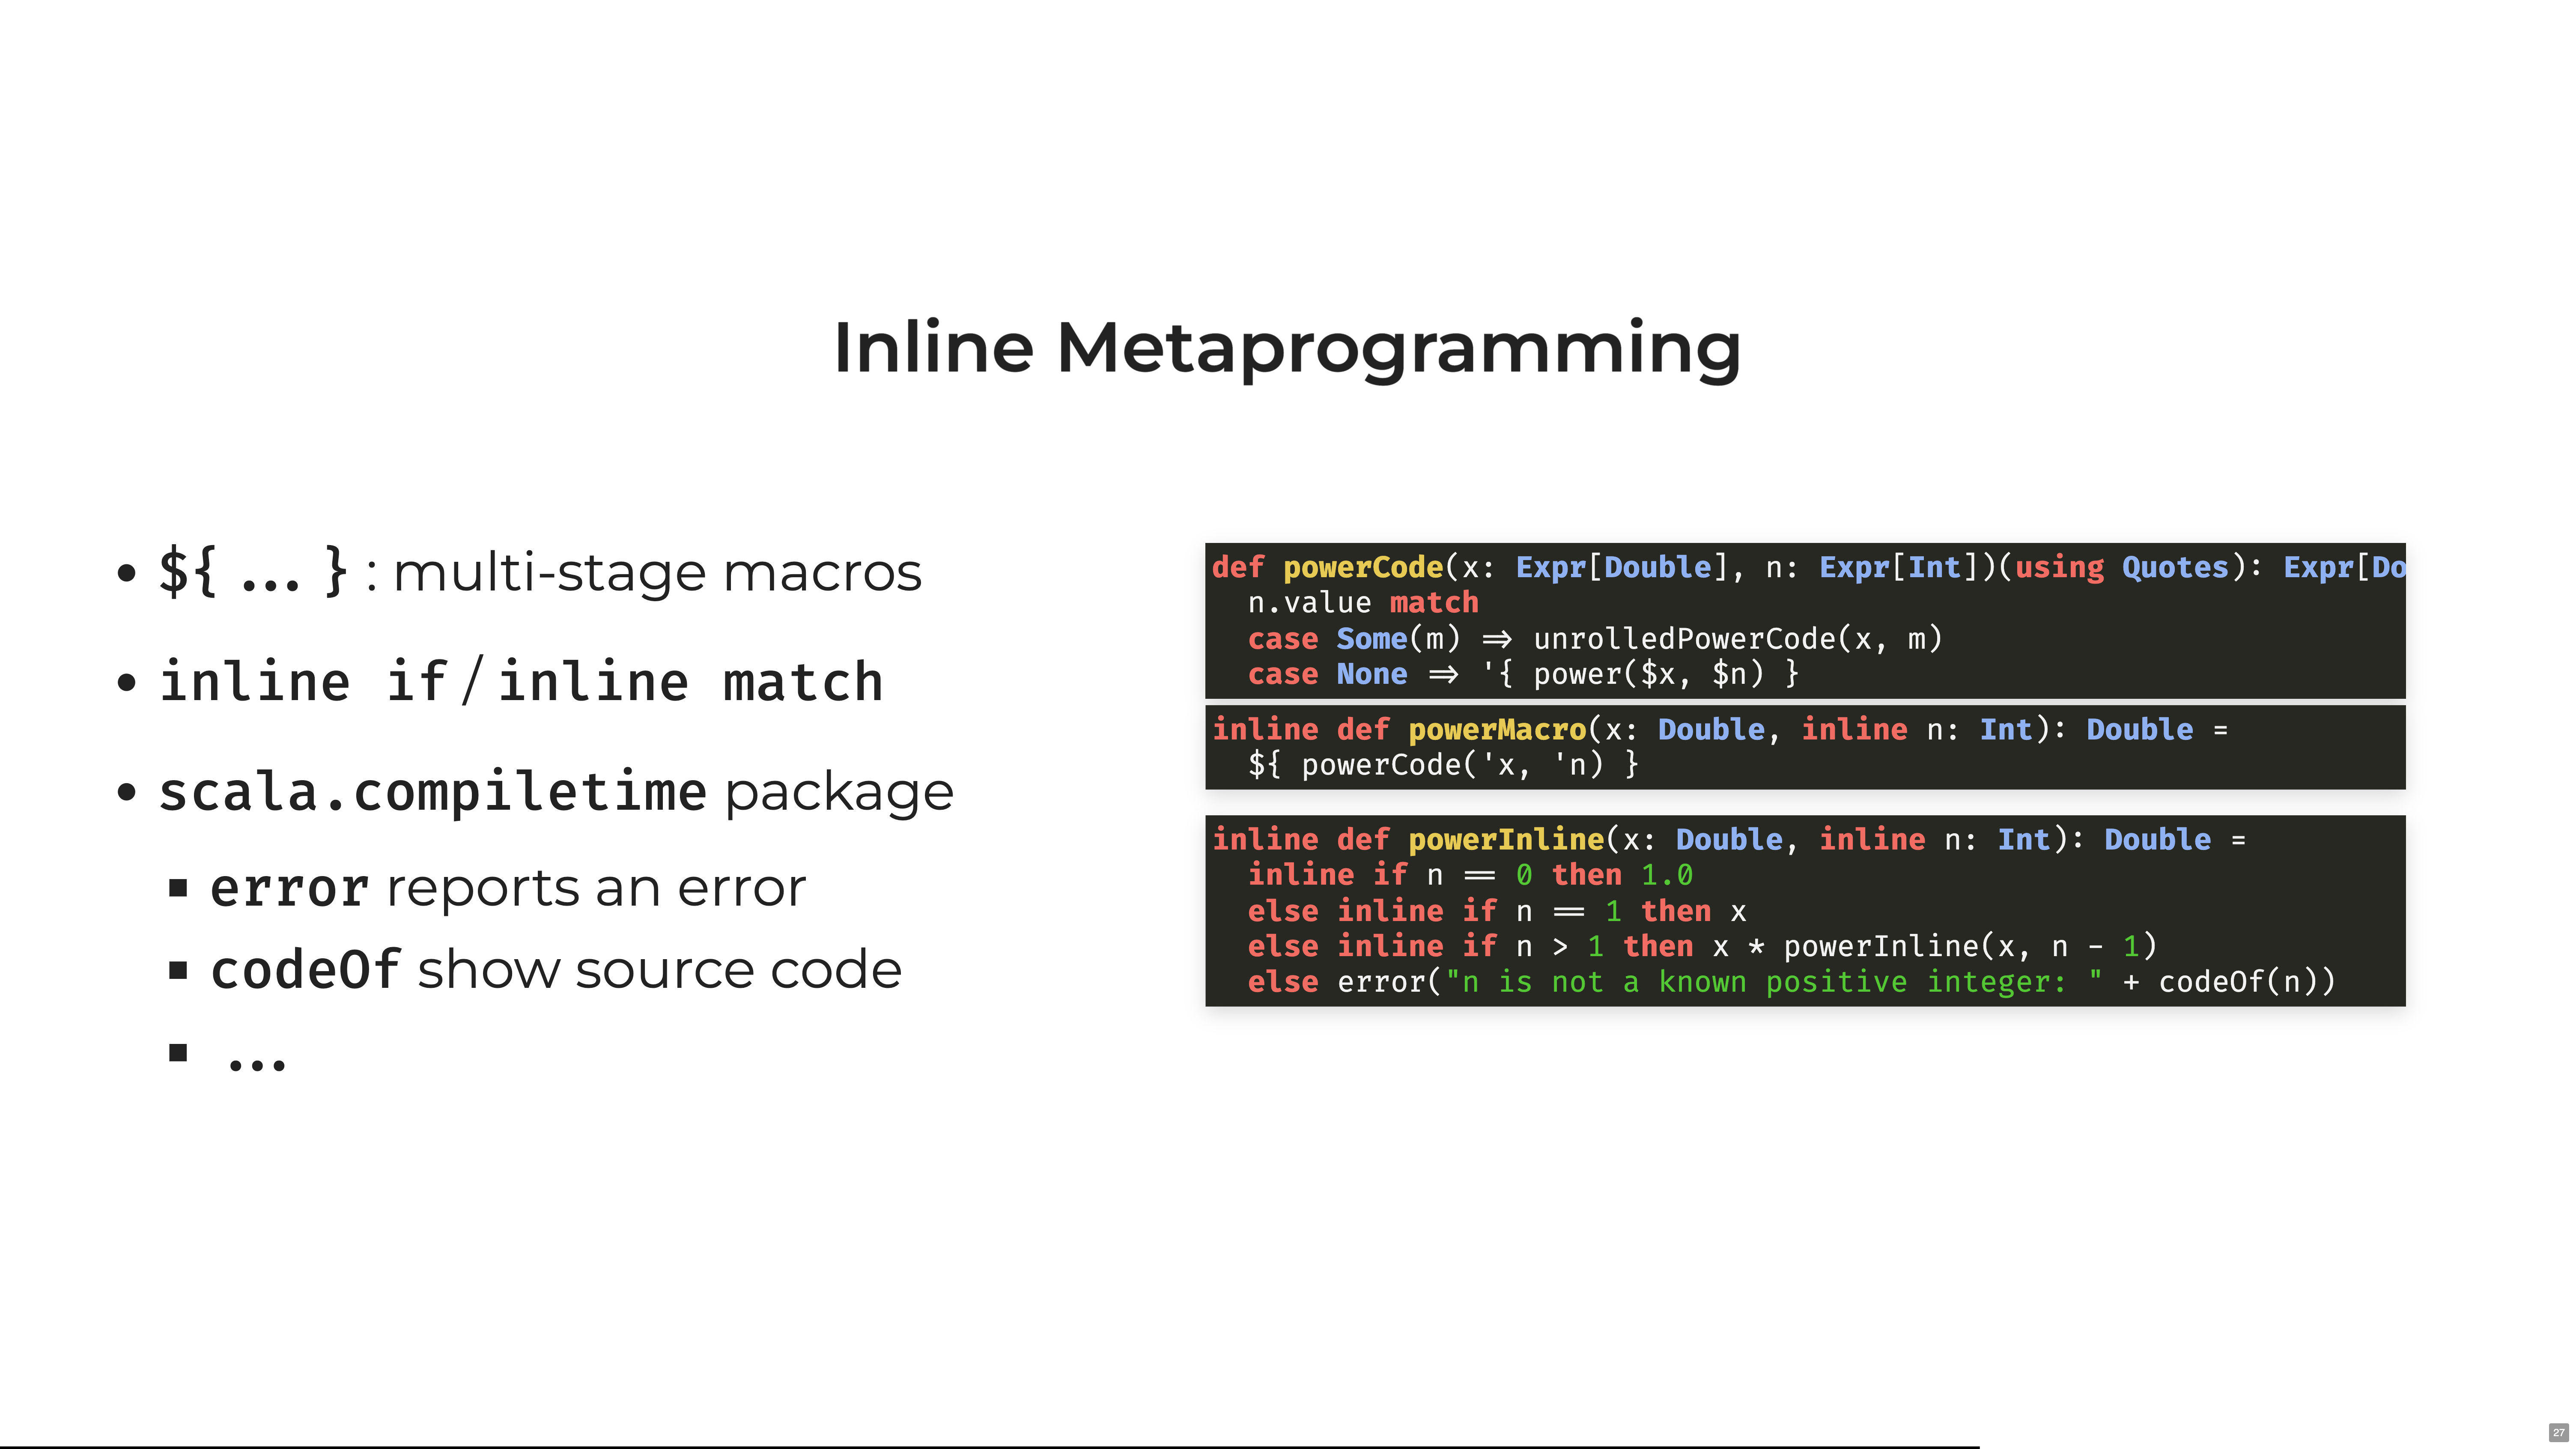 Inline Metaprogramming
• ${ ... } : multi-stage macros
• inline if / inline match
• scala.compiletime package
▪ error reports an error
▪ codeOf show source code
▪ ...
def powerCode(x: Expr[Double], n: Expr[Int])(using Quotes): Expr[Do
  n.value match
  case Some(m) => unrolledPowerCode(x, m)
  case None => '{ power($x, $n) }
inline def powerMacro(x: Double, inline n: Int): Double =
  ${ powerCode('x, 'n) }
inline def powerInline(x: Double, inline n: Int): Double =
  inline if n == 0 then 1.0
  else inline if n == 1 then x
  else inline if n > 1 then x * powerInline(x, n - 1)
  else error("n is not a known positive integer: " + codeOf(n))
27